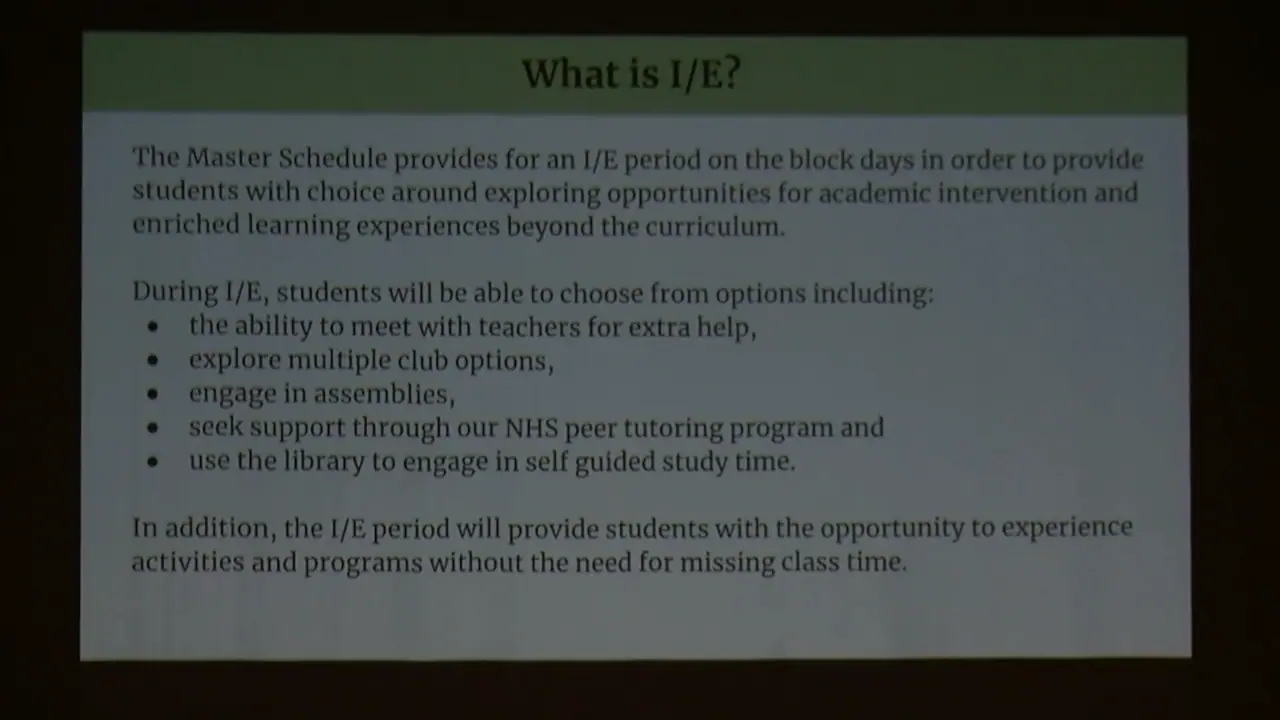 What is I/E?
The Master Schedule provides for an I/E period on the block days in order to provide
students with choice around exploring opportunities for academic intervention and
enriched learning experiences beyond the curriculum.
During I/E, students will be able to choose from options including:
• the ability to meet with teachers for extra help,
• explore multiple club options,
• engage in assemblies,
• seek support through our NHS peer tutoring program and
• use the library to engage in self guided study time.
In addition, the I/E period will provide students with the opportunity to experience
activities and programs without the need for missing class time.